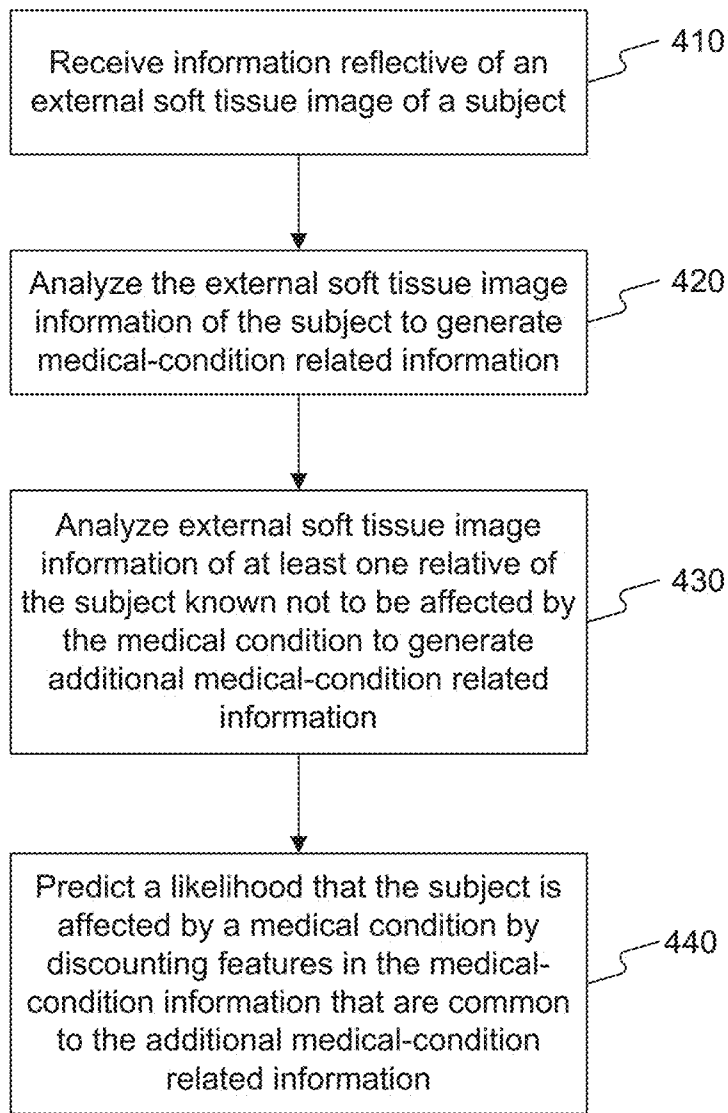 Receive information reflective of an
external soft tissue image of a subject
410
Analyze the external soft tissue image
information of the subject to generate
medical-condition related information
420
Analyze external soft tissue image
information of at least one relative of
the subject known not to be affected by
the medical condition to generate
additional medical-condition related
information
430
Predict a likelihood that the subject is
affected by a medical condition by
discounting features in the medical-
condition information that are common
to the additional medical-condition
related information
440